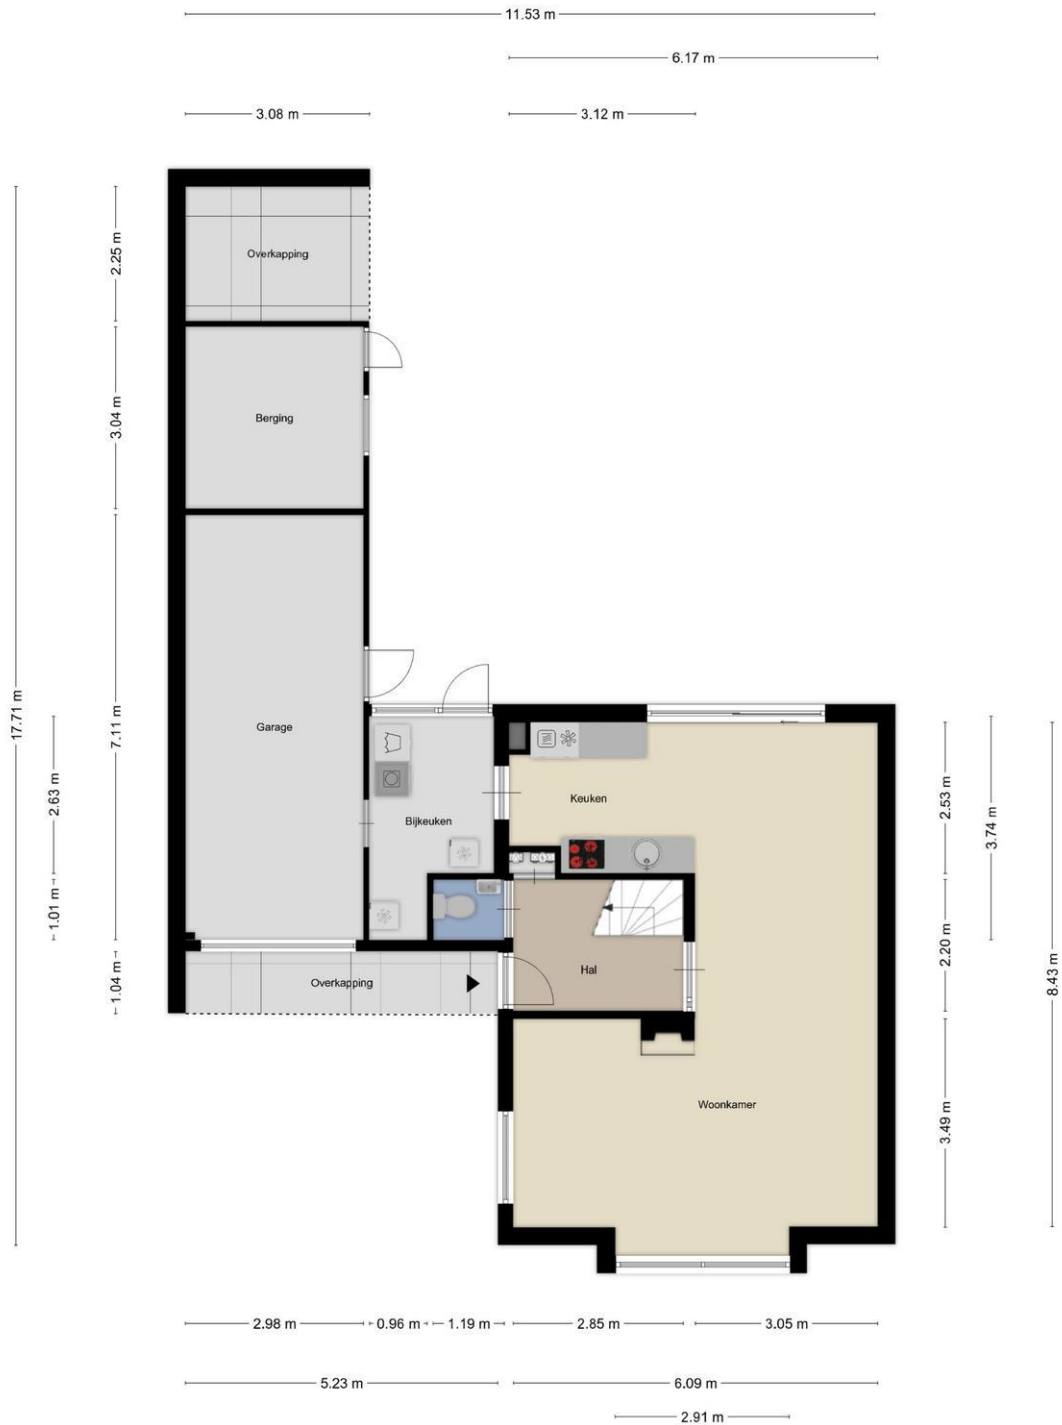 11.53 m
6.17 m
3.08 m
3.12 m
Overkapping
2.25 m
Berging
3.04 m
17.71 m
7.11 m
Garage
2.63 m
Bijkeuken
Keuken
2.53 m
3.74 m
1.01 m
2.20 m
Hal
8.43 m
1.04 m
Overkapping
Woonkamer
3.49 m
2.98 m
0.96 m
1.19 m
2.85 m
3.05 m
5.23 m
6.09 m
2.91 m